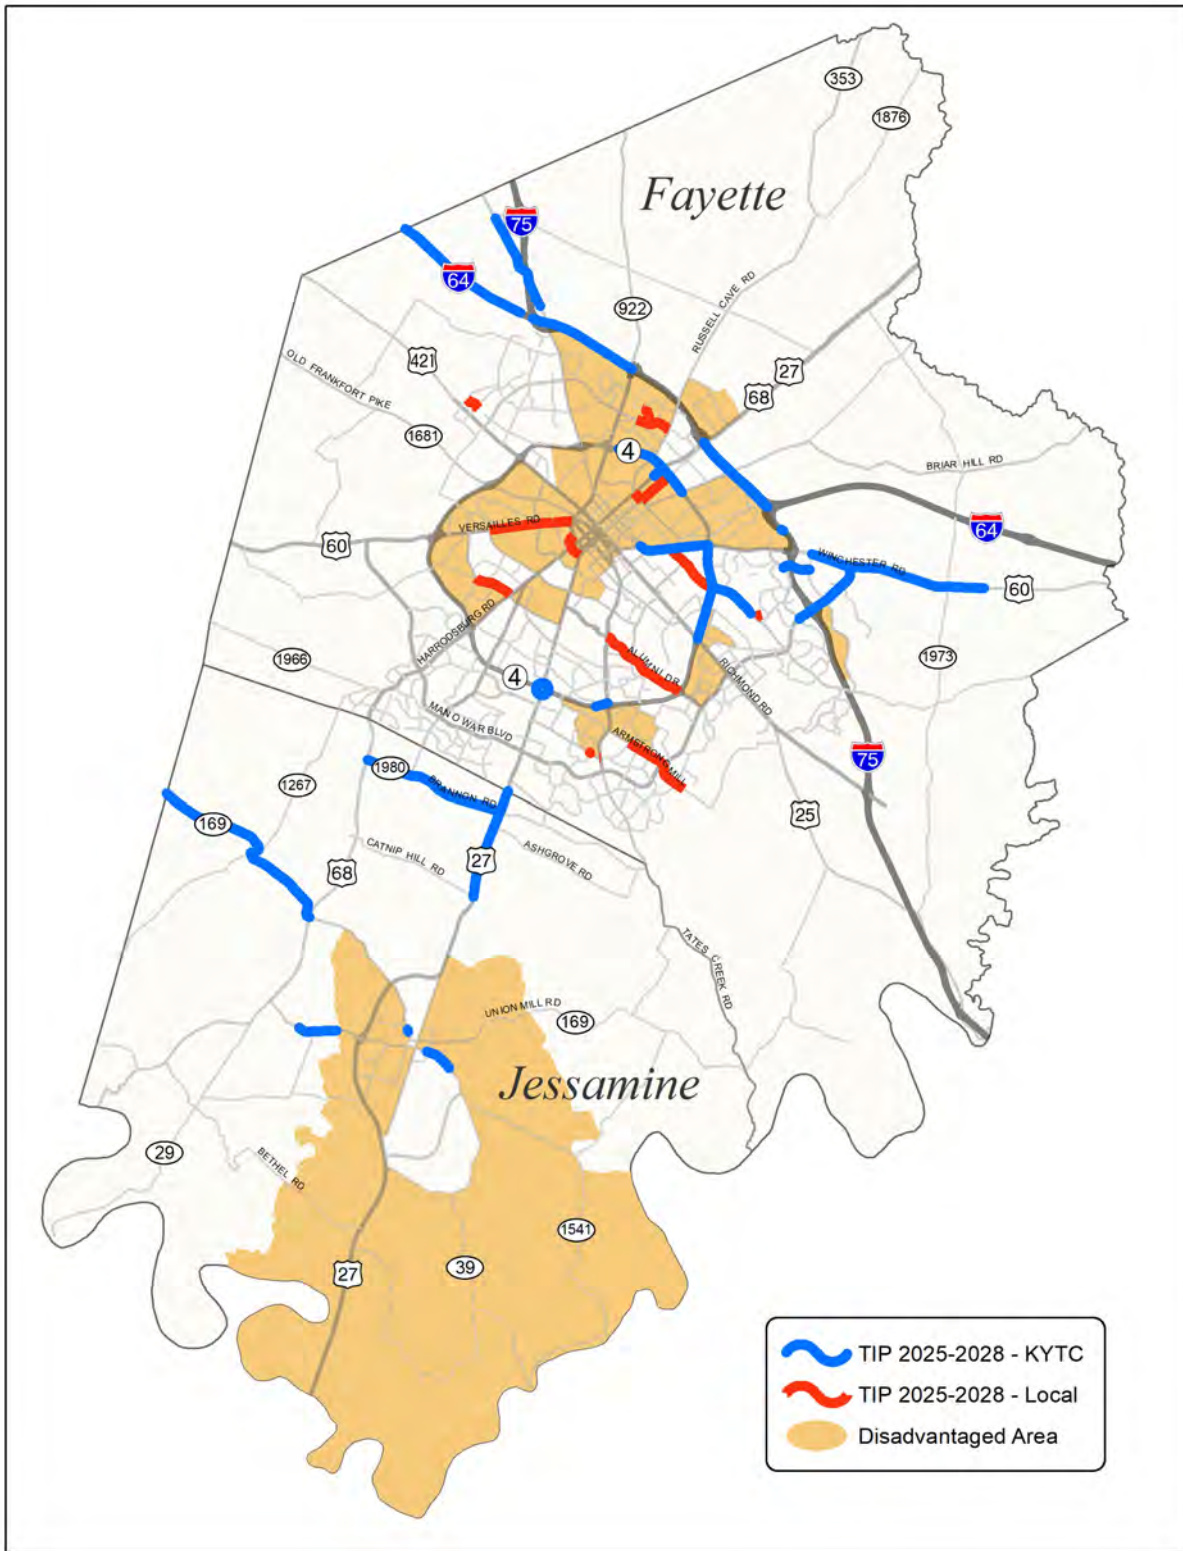 353
1876
Fayette
75
64
922
RUSSELL CAVE RD
421
27
68
OLD FRANKFORT PIKE
1681
4
BRIAR HILL RD
VERSAILLES RD
64
60
WINCHESTER RD
60
HARRODSBURG RD
1966
ALUMNI DR
1973
4
RICHMOND RD
MAN O WAR BLVD
ARMSTRONG MILL
75
1980
1267
BRANNON RD
169
25
CATNIP HILL RD
27
ASHGROVE RD
68
TATES CREEK RD
UNION MILL RD
169
Jessamine
29
BETHEL RD
1541
27
39
TIP 2025-2028 - KYTC
TIP 2025-2028 - Local
Disadvantaged Area